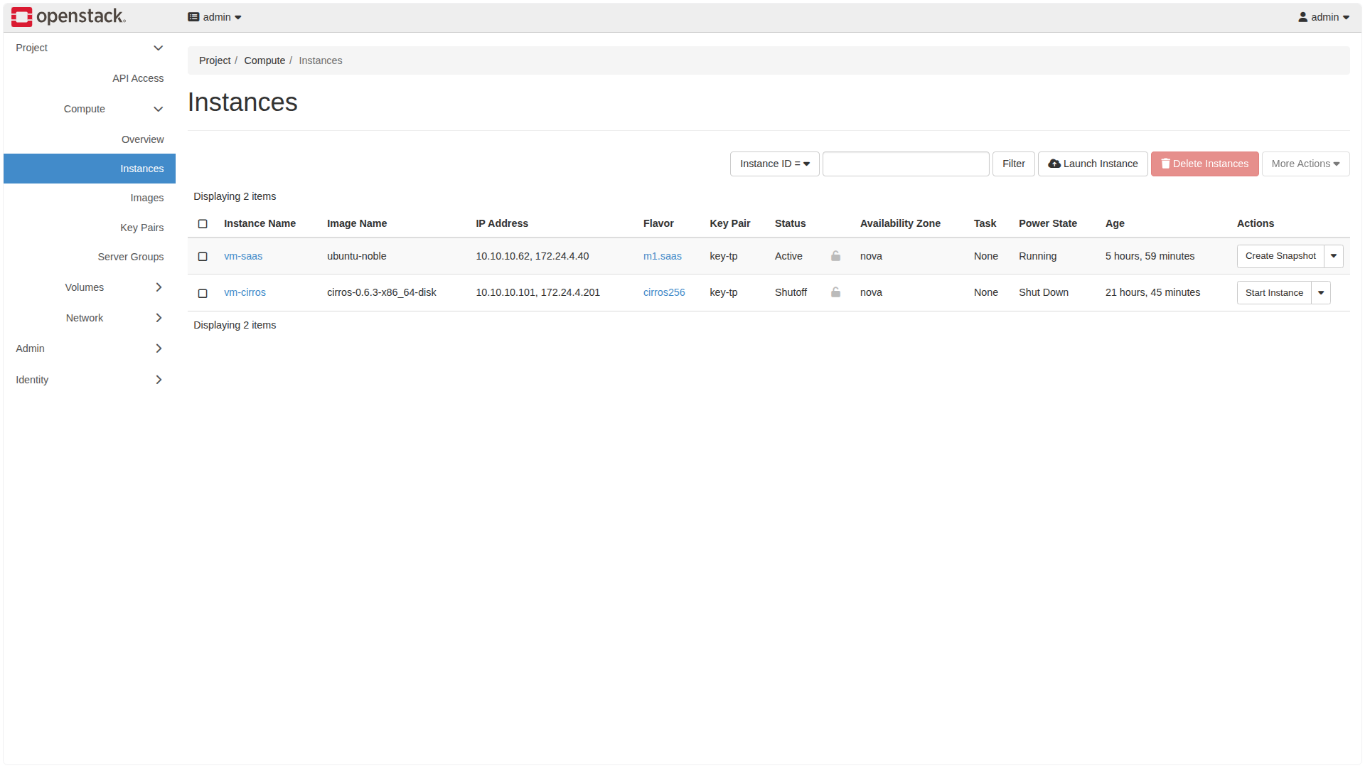 openstack.
admin
admin
Project
API Access
Compute
Overview
Instances
Images
Key Pairs
Server Groups
Volumes
Network
Admin
Identity
Project / Compute / Instances
Instances
Instance ID = Filter Launch Instance Delete Instances More Actions
Displaying 2 items
Instance Name Image Name IP Address Flavor Key Pair Status Availability Zone Task Power State Age Actions
vm-saas ubuntu-noble 10.10.10.62, 172.24.4.40 m1.saas key-tp Active nova None Running 5 hours, 59 minutes Create Snapshot
vm-cirros cirros-0.6.3-x86_64-disk 10.10.10.101, 172.24.4.201 cirros256 key-tp Shutoff nova None Shut Down 21 hours, 45 minutes Start Instance
Displaying 2 items